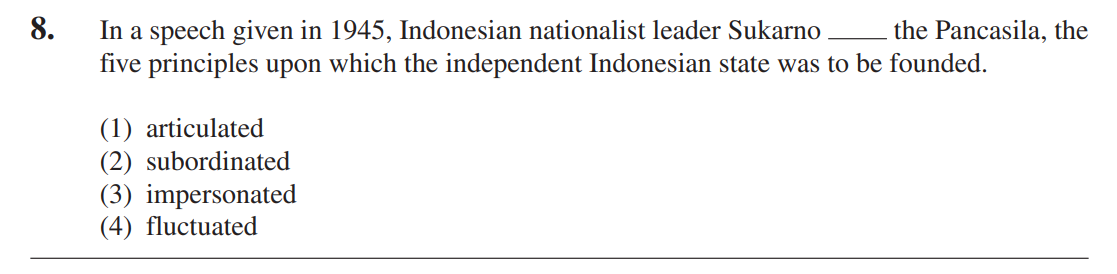 8. In a speech given in 1945, Indonesian nationalist leader Sukarno ____ the Pancasila, the
five principles upon which the independent Indonesian state was to be founded.
(1) articulated
(2) subordinated
(3) impersonated
(4) fluctuated